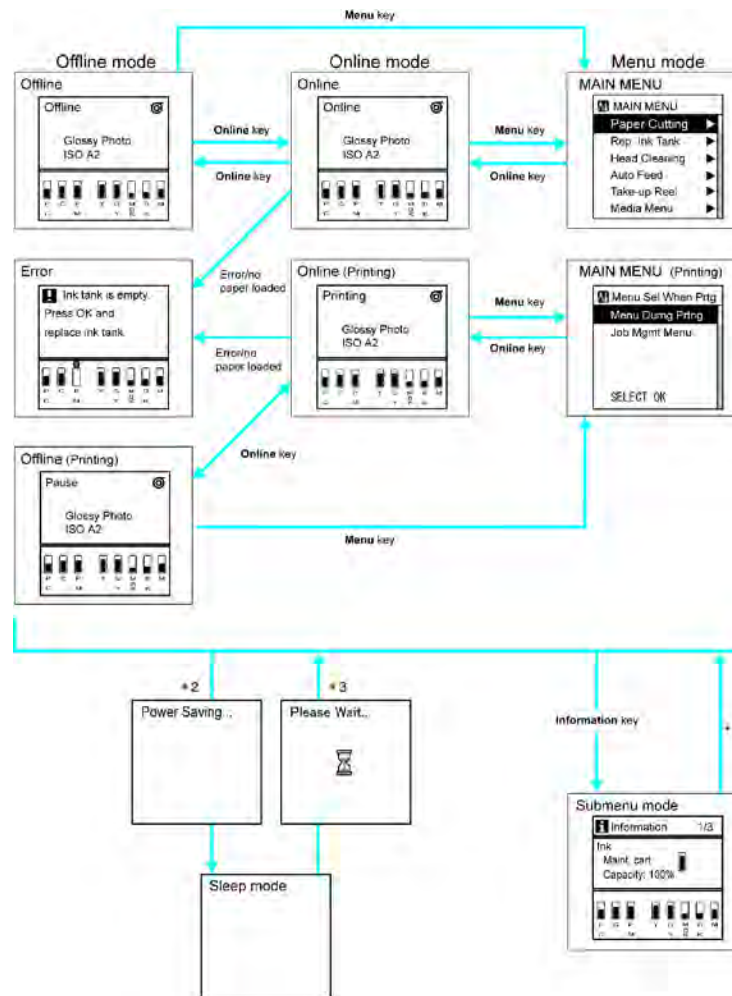 Menu key
Offline mode
Online mode
Menu mode
Offline
Offline
Glossy Photo
ISO A2
Online key
Online key
Online
Online
Glossy Photo
ISO A2
Menu key
Online key
MAIN MENU
MAIN MENU
Paper Cutting
Rep. Ink Tank
Head Cleaning
Auto Feed
Take-up Reel
Media Menu
Error
Ink tank is empty.
Press OK and
replace ink tank.
Error/no
paper loaded
Error/no
paper loaded
Online (Printing)
Printing
Glossy Photo
ISO A2
Menu key
Online key
MAIN MENU (Printing)
Menu Sel When Prtg
Job Mgmt Menu
SELECT OK
Offline (Printing)
Pause
Glossy Photo
ISO A2
Online key
Menu key
*2
*3
Power Saving...
Please Wait..
Information key
Sleep mode
Submenu mode
Information 1/3
Ink
Maint. cart
Capacity: 100%